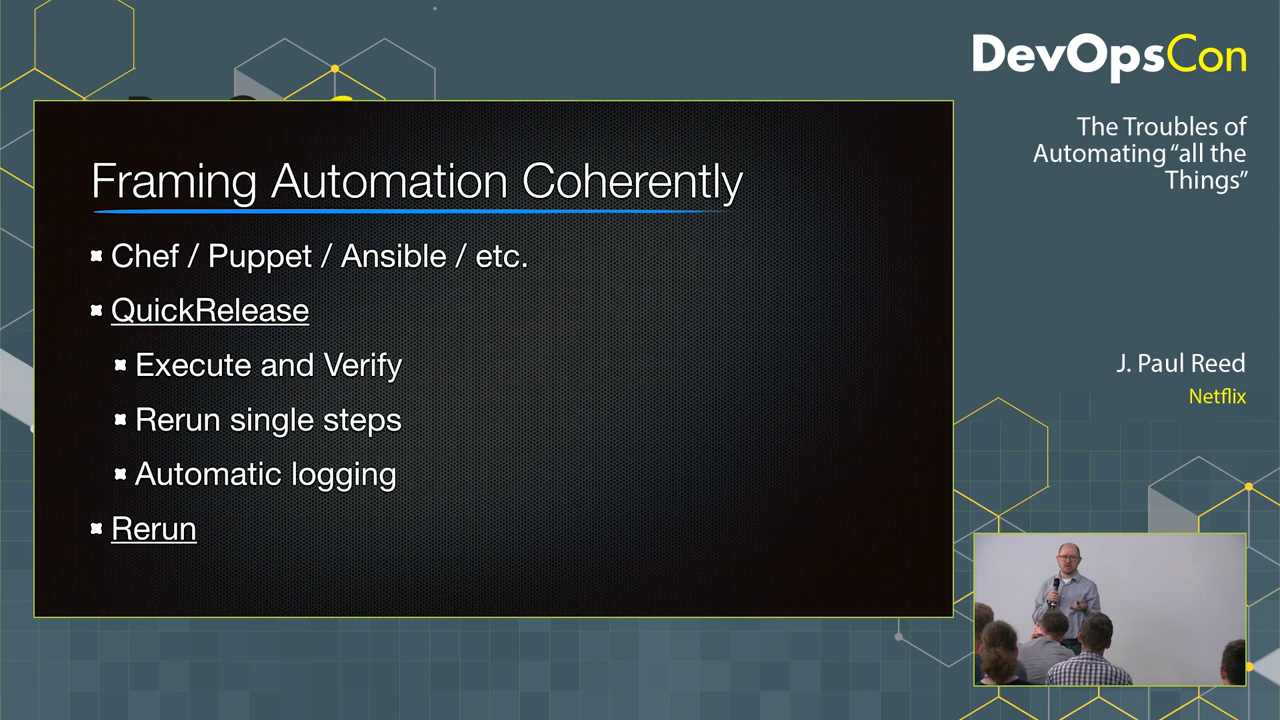 DevOpsCon
The Troubles of
Automating “all the
Things”
Framing Automation Coherently
Chef / Puppet / Ansible / etc.
QuickRelease
Execute and Verify
Rerun single steps
Automatic logging
Rerun
J. Paul Reed
Netflix